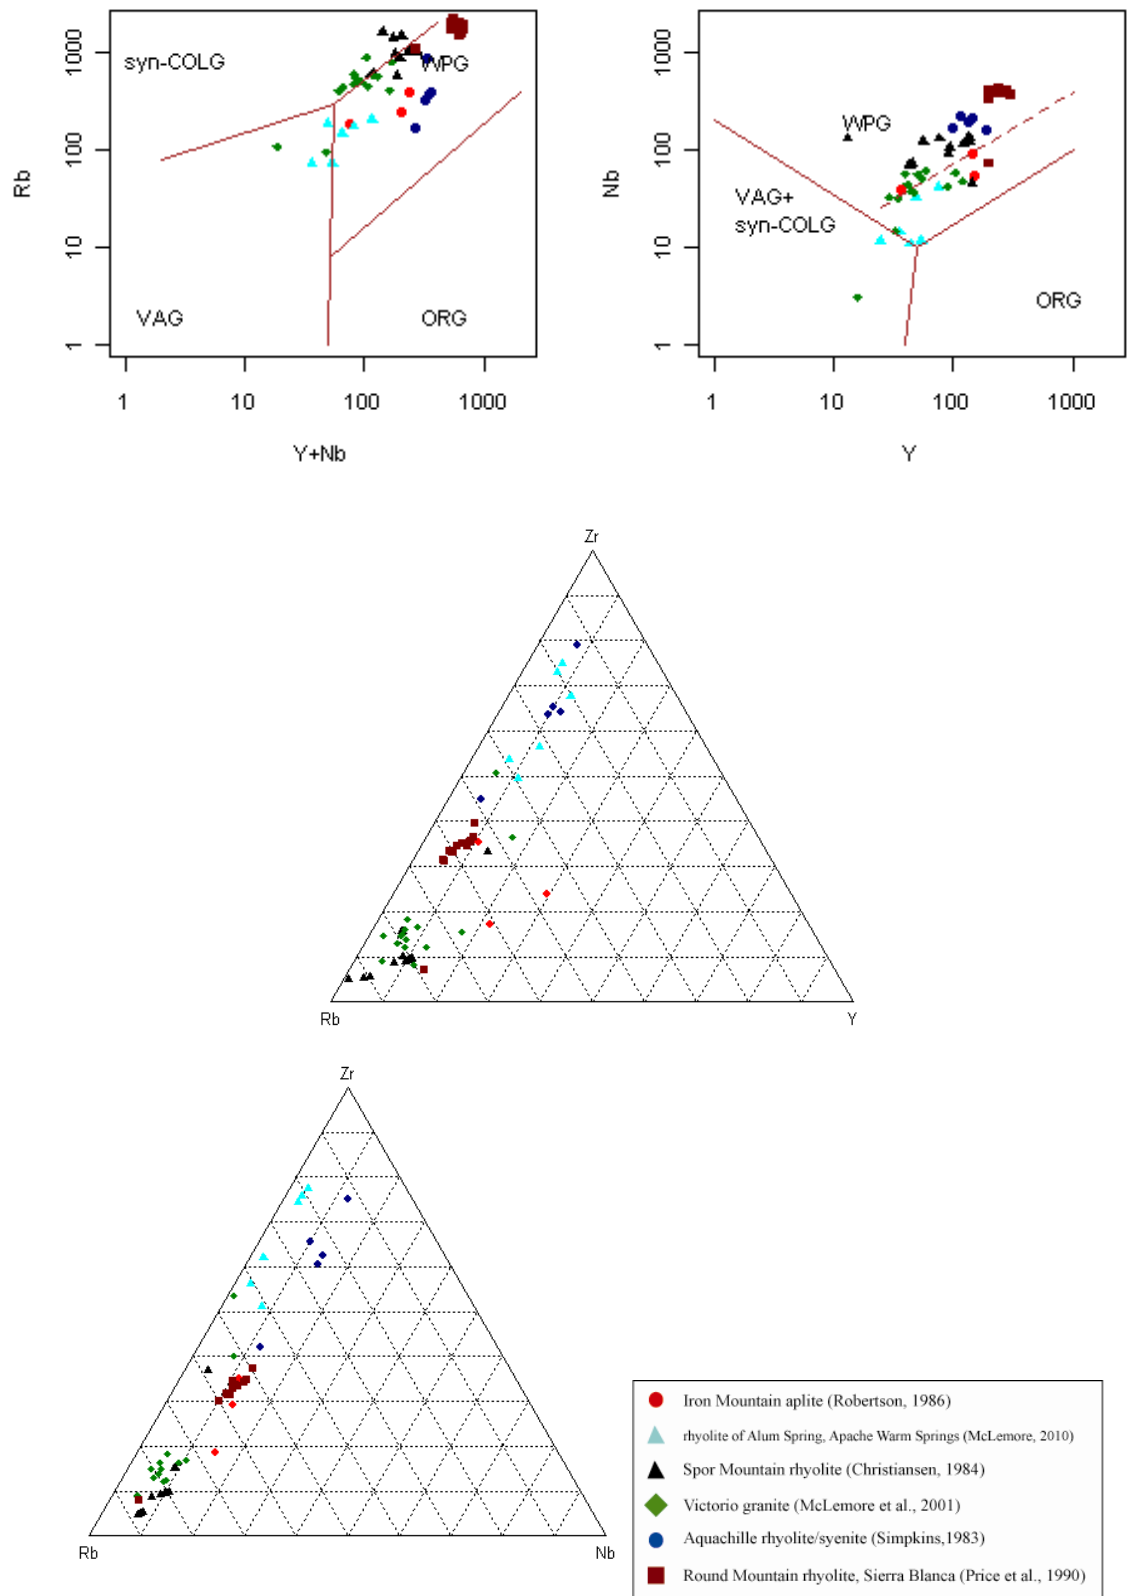 Rb
1000
100
10
1
syn-COLG
WPG
VAG
ORG
1 10 100 1000
Y+Nb
Nb
1000
100
10
1
WPG
VAG+
syn-COLG
ORG
1 10 100 1000
Y
Zr
Rb Y
Zr
Rb Nb
Iron Mountain aplite (Robertson, 1986)
rhyolite of Alum Spring, Apache Warm Springs (McLemore, 2010)
Spor Mountain rhyolite (Christiansen, 1984)
Victorio granite (McLemore et al., 2001)
Aquachille rhyolite/syenite (Simpkins,1983)
Round Mountain rhyolite, Sierra Blanca (Price et al., 1990)